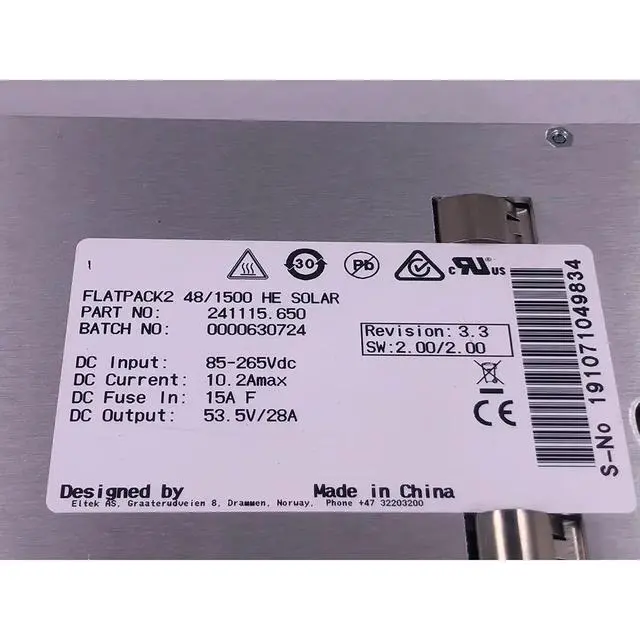 30
Pb
c RU us
FLATPACK2 48/1500 HE SOLAR
PART NO: 241115.650
BATCH NO: 0000630724
Revision: 3.3
SW:2.00/2.00
DC Input: 85-265Vdc
DC Current: 10.2Amax
DC Fuse In: 15A F
DC Output: 53.5V/28A
CE
S-No 191071049834
Designed by Made in China
Eltek AS, Graaterudveien 8, Drammen, Norway, Phone +47 32203200